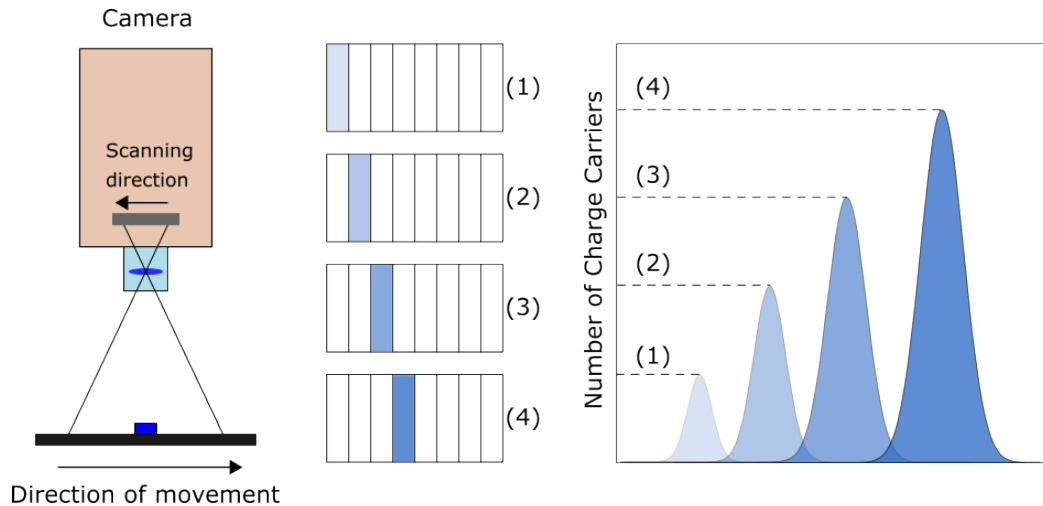 Camera
Scanning
direction
Direction of movement
(1)
(2)
(3)
(4)
Number of Charge Carriers
(4)
(3)
(2)
(1)